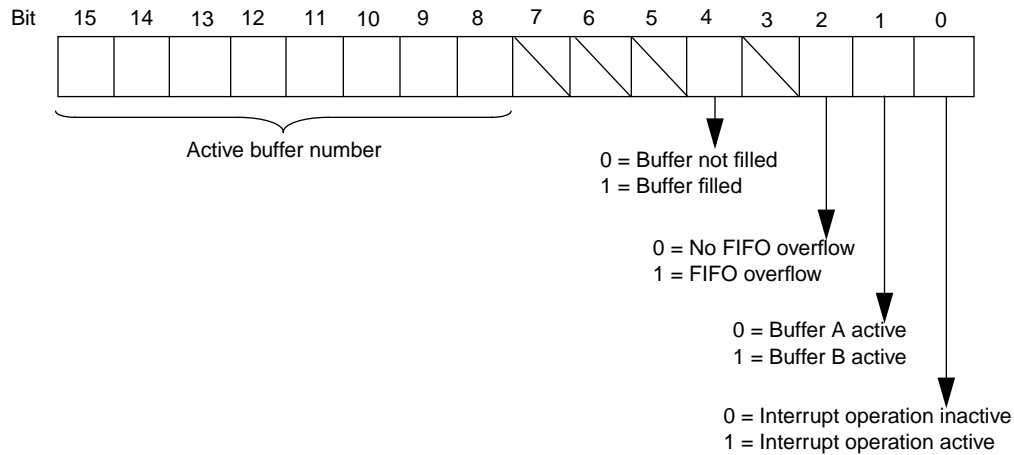 Bit 15 14 13 12 11 10 9 8 7 6 5 4 3 2 1 0
Active buffer number
0 = Buffer not filled
1 = Buffer filled
0 = No FIFO overflow
1 = FIFO overflow
0 = Buffer A active
1 = Buffer B active
0 = Interrupt operation inactive
1 = Interrupt operation active